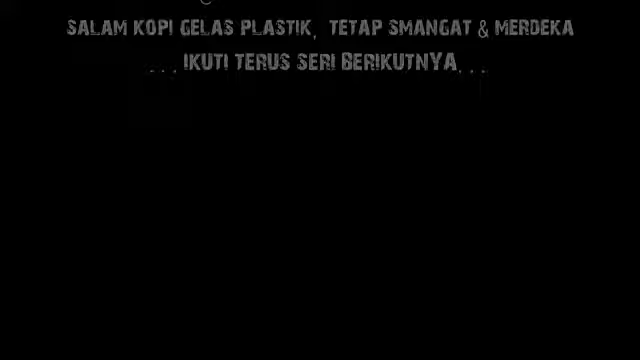 SALAM KOPI GELAS PLASTIK, TETAP SMANGAT & MERDEKA
. . . IKUTI TERUS SERI BERIKUTNYA. . .